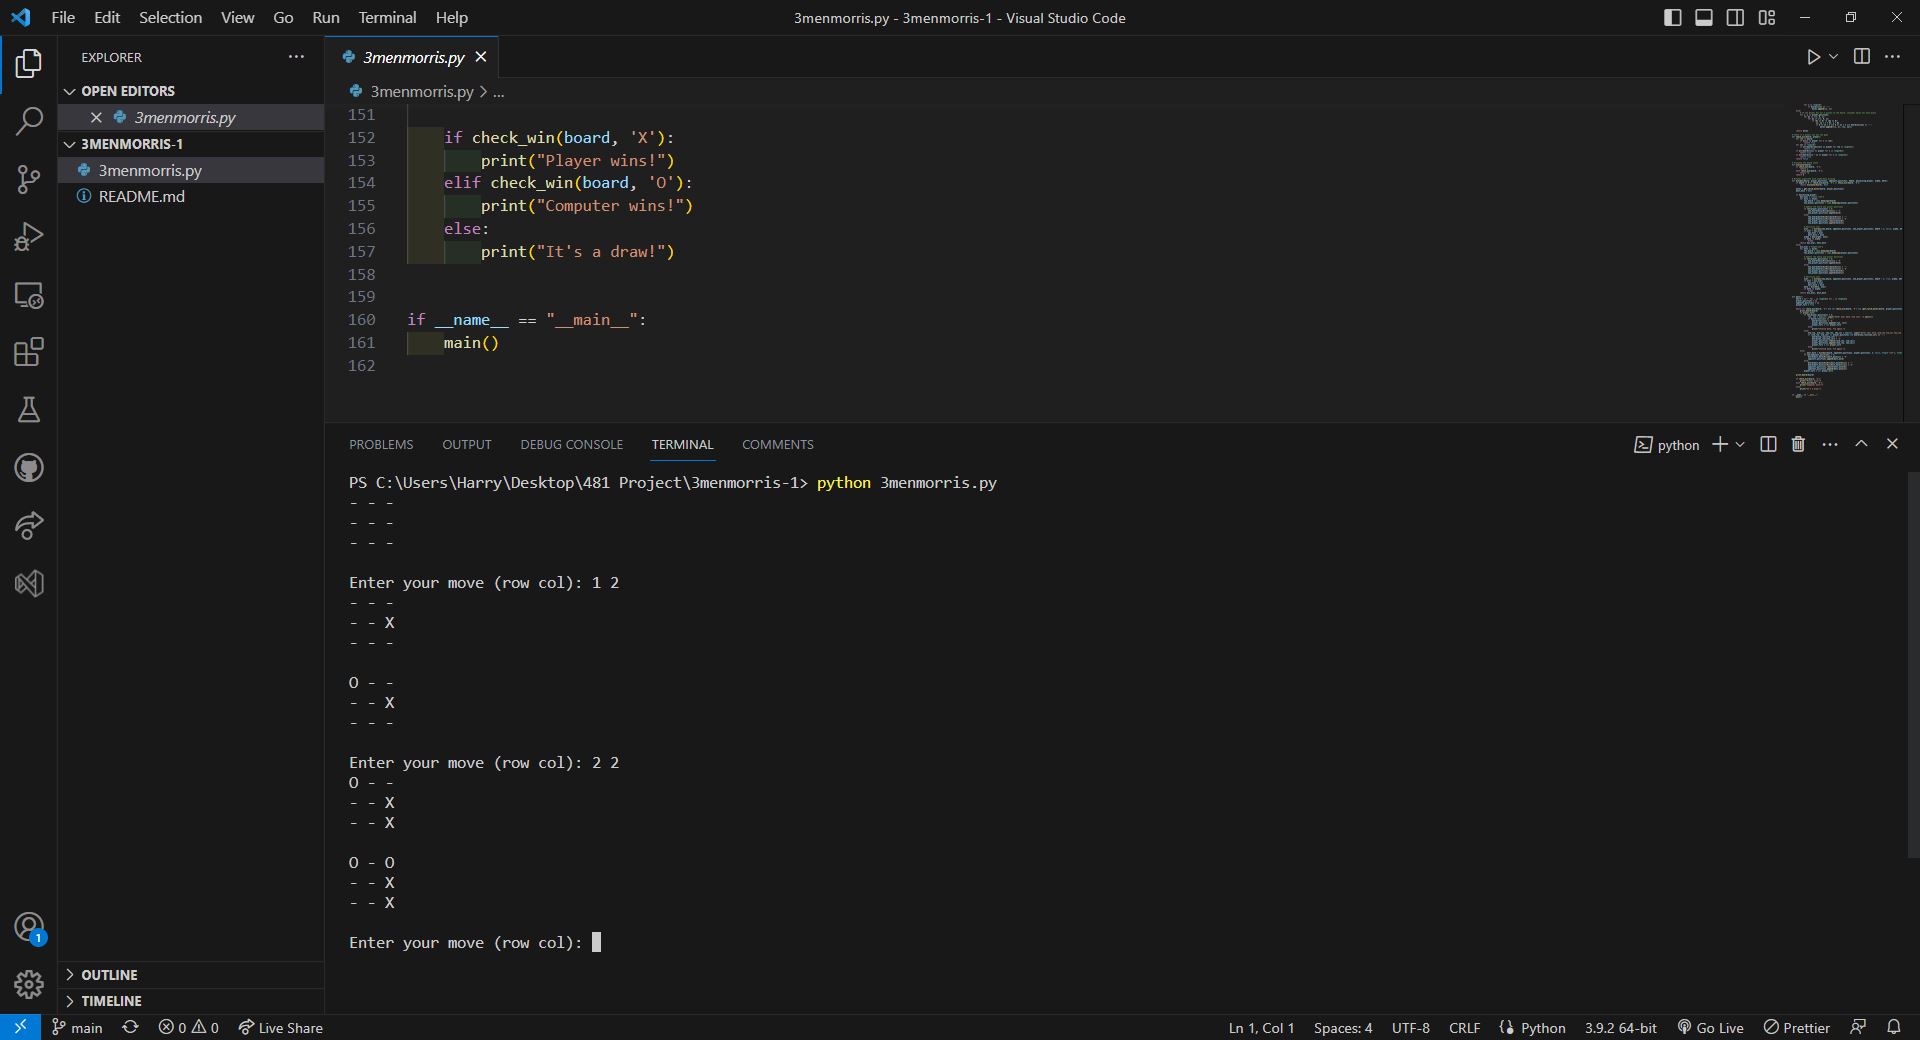 File Edit Selection View Go Run Terminal Help
3menmorris.py - 3menmorris-1 - Visual Studio Code
EXPLORER
OPEN EDITORS
3menmorris.py
3MENMORRIS-1
3menmorris.py
README.md
1
OUTLINE
TIMELINE
3menmorris.py
3menmorris.py > ...
151
152 if check_win(board, 'X'):
153 print("Player wins!")
154 elif check_win(board, 'O'):
155 print("Computer wins!")
156 else:
157 print("It's a draw!")
158
159
160 if __name__ == "__main__":
161 main()
162
PROBLEMS OUTPUT DEBUG CONSOLE TERMINAL COMMENTS
python
PS C:\Users\Harry\Desktop\481 Project\3menmorris-1> python 3menmorris.py
- - -
- - -
- - -
Enter your move (row col): 1 2
- - -
- - X
- - -
O - -
- - X
- - -
Enter your move (row col): 2 2
O - -
- - X
- - X
O - O
- - X
- - X
Enter your move (row col):
main 0 0 Live Share
Ln 1, Col 1 Spaces: 4 UTF-8 CRLF Python 3.9.2 64-bit Go Live Prettier